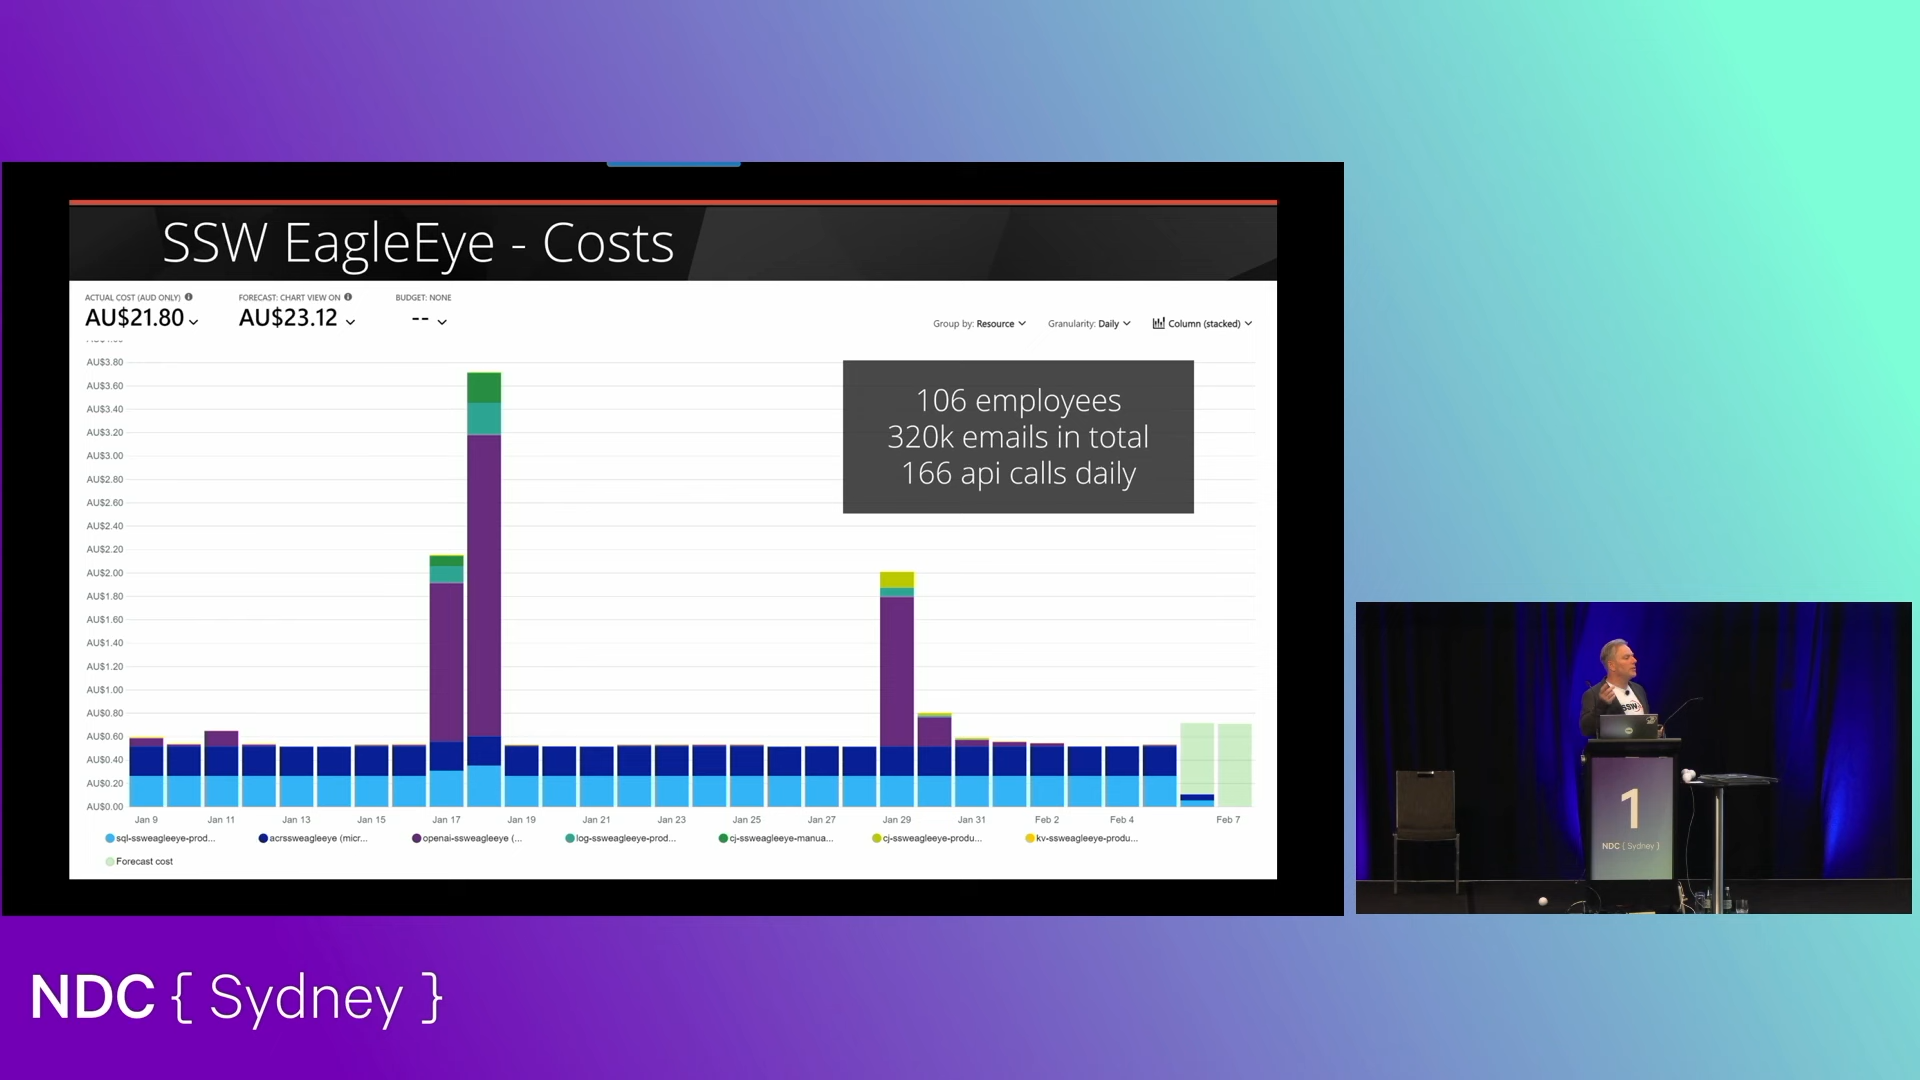 SSW EagleEye - Costs
ACTUAL COST (AUD ONLY)
AU$21.80
FORECAST: CHART VIEW ON
AU$23.12
BUDGET: NONE
--
Group by: Resource
Granularity: Daily
Column (stacked)
AU$3.80
AU$3.60
AU$3.40
AU$3.20
AU$3.00
AU$2.80
AU$2.60
AU$2.40
AU$2.20
AU$2.00
AU$1.80
AU$1.60
AU$1.40
AU$1.20
AU$1.00
AU$0.80
AU$0.60
AU$0.40
AU$0.20
AU$0.00
106 employees
320k emails in total
166 api calls daily
Jan 9 Jan 11 Jan 13 Jan 15 Jan 17 Jan 19 Jan 21 Jan 23 Jan 25 Jan 27 Jan 29 Jan 31 Feb 2 Feb 4 Feb 7
sql-ssweagleeye-prod... acrssweagleeye (micr... openai-ssweagleeye (... log-ssweagleeye-prod... cj-ssweagleeye-manua... cj-ssweagleeye-produ... kv-ssweagleeye-produ...
Forecast cost
SSW
1
NDC { Sydney }
NDC { Sydney }